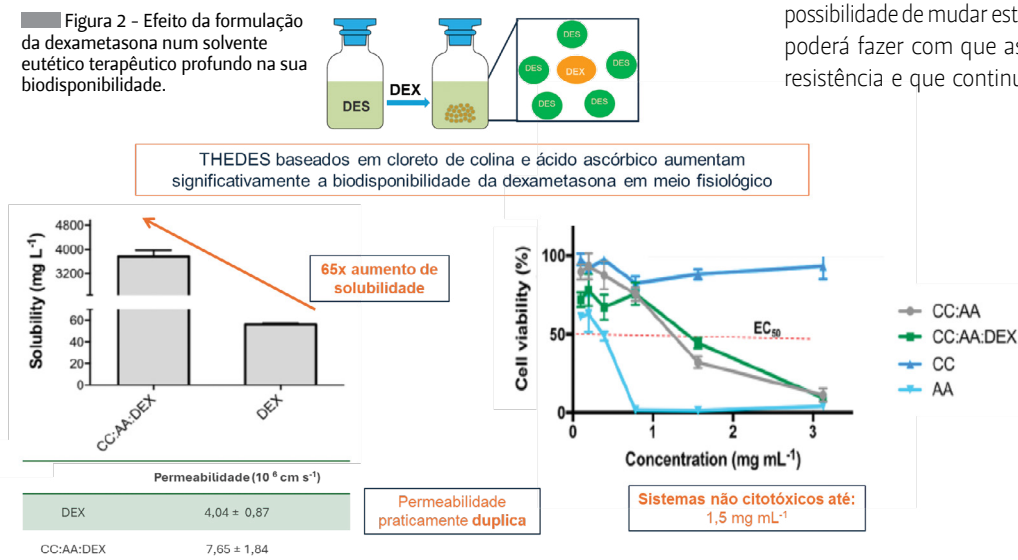 Figura 2 - Efeito da formulação
da dexametasona num solvente
eutético terapêutico profundo na sua
biodisponibilidade.
DES
DEX
DES
DES
DEX
DES
DES
DES
possibilidade de mudar est
poderá fazer com que as
resistência e que continu
THEDES baseados em cloreto de colina e ácido ascórbico aumentam
significativamente a biodisponibilidade da dexametasona em meio fisiológico
Solubility (mg L-1)
4800
4000
3200
60
40
20
0
CC:AA:DEX
DEX
65x aumento de
solubilidade
Cell viability (%)
100
50
0
EC50
0
1
2
3
Concentration (mg mL-1)
CC:AA
CC:AA:DEX
CC
AA
Permeabilidade (10 6 cm s-1)
DEX 4,04 ± 0,87
CC:AA:DEX 7,65 ± 1,84
Permeabilidade
praticamente duplica
Sistemas não citotóxicos até:
1,5 mg mL-1